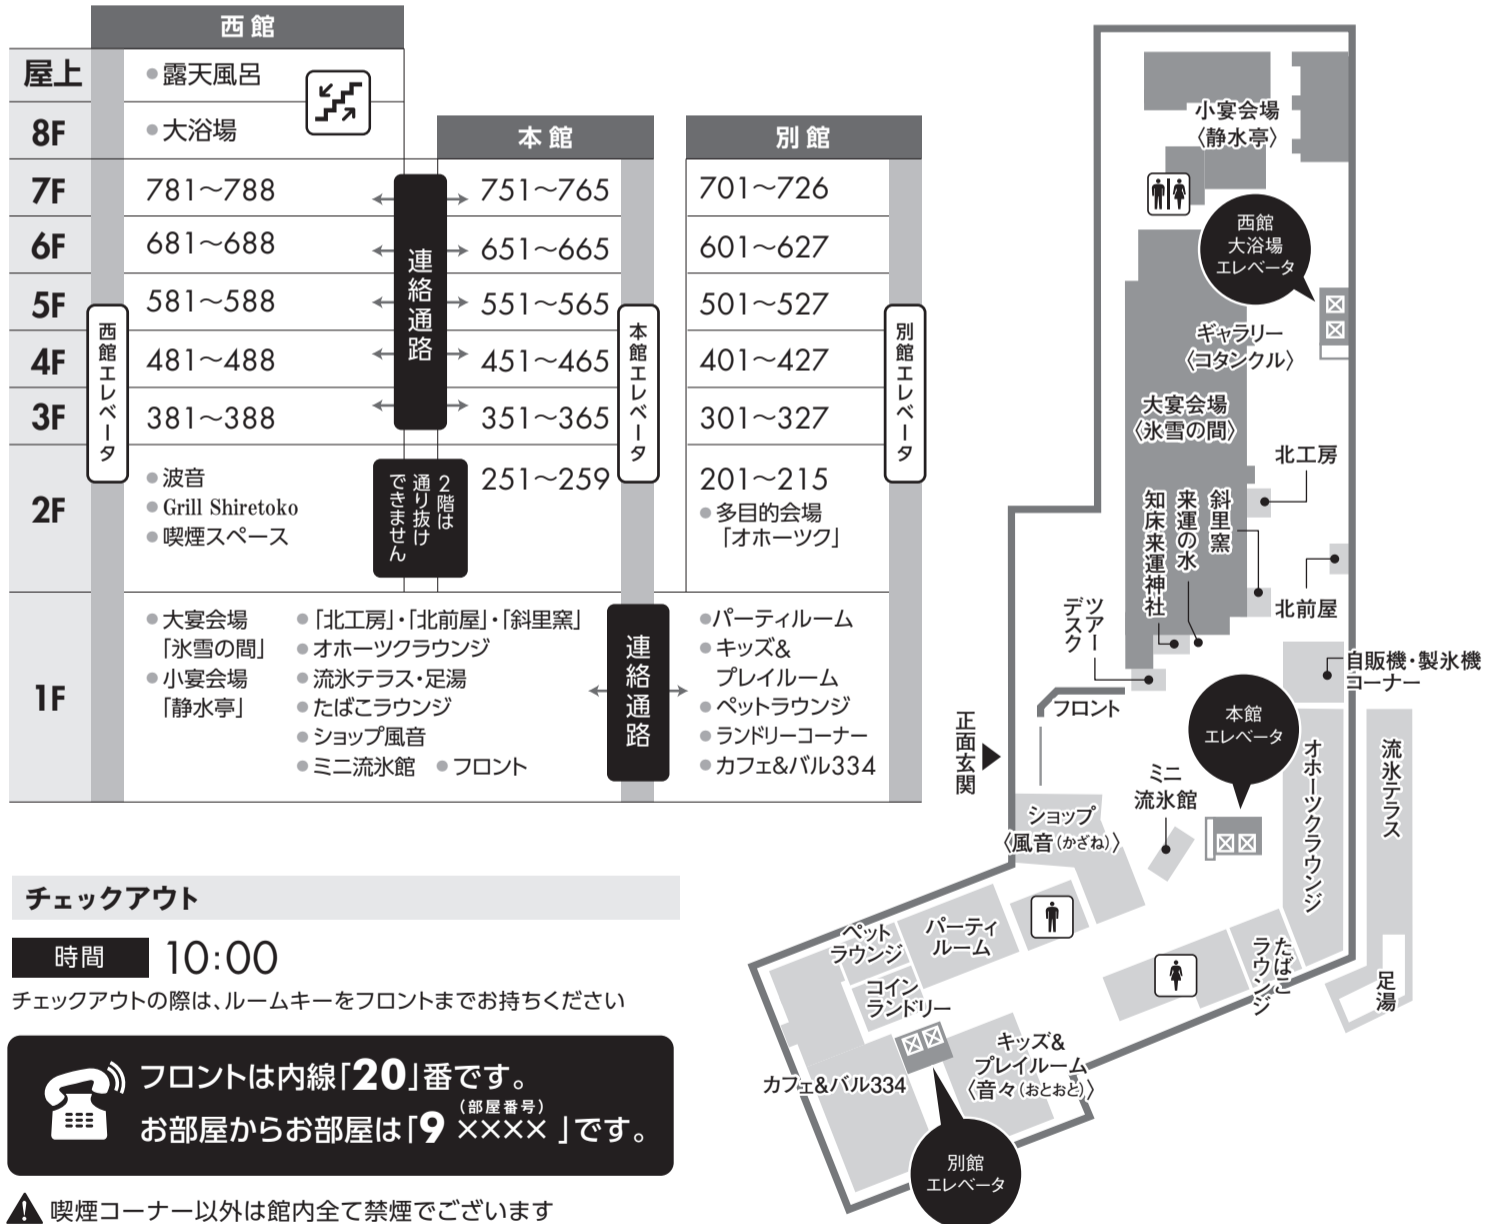 西館
屋上
露天風呂
8F
大浴場
本館
別館
7F
781〜788
751〜765
701〜726
6F
681〜688
651〜665
601〜627
5F
581〜588
551〜565
501〜527
4F
481〜488
451〜465
401〜427
3F
381〜388
351〜365
301〜327
連絡通路
西館エレベータ
本館エレベータ
別館エレベータ
2F
波音
Grill Shiretoko
喫煙スペース
2階は
通り抜け
できません
251〜259
201〜215
多目的会場
「オホーツク」
1F
大宴会場
「氷雪の間」
小宴会場
「静水亭」
「北工房」・「北前屋」・「斜里窯」
オホーツクラウンジ
流氷テラス・足湯
たばこラウンジ
ショップ風音
ミニ流氷館 ●フロント
連絡通路
パーティルーム
キッズ&
プレイルーム
ペットラウンジ
ランドリーコーナー
カフェ&バル334
チェックアウト
時間 10:00
チェックアウトの際は、ルームキーをフロントまでお持ちください
フロントは内線「20」番です。
(部屋番号)
お部屋からお部屋は「9 ××××」です。
喫煙コーナー以外は館内全て禁煙でございます
小宴会場
〈静水亭〉
西館
大浴場
エレベータ
ギャラリー
〈コタンクル〉
大宴会場
〈氷雪の間〉
北工房
斜里窯
来運の水
知床来運神社
北前屋
ツアー
デスク
自販機・製氷機
コーナー
フロント
本館
エレベータ
正面玄関
ミニ
流氷館
オホーツクラウンジ
流氷テラス
ショップ
〈風音(かざね)〉
ペット
ラウンジ
パーティ
ルーム
たばこ
ラウンジ
足湯
コイン
ランドリー
キッズ&
プレイルーム
〈音々(おとおと)〉
カフェ&バル334
別館
エレベータ